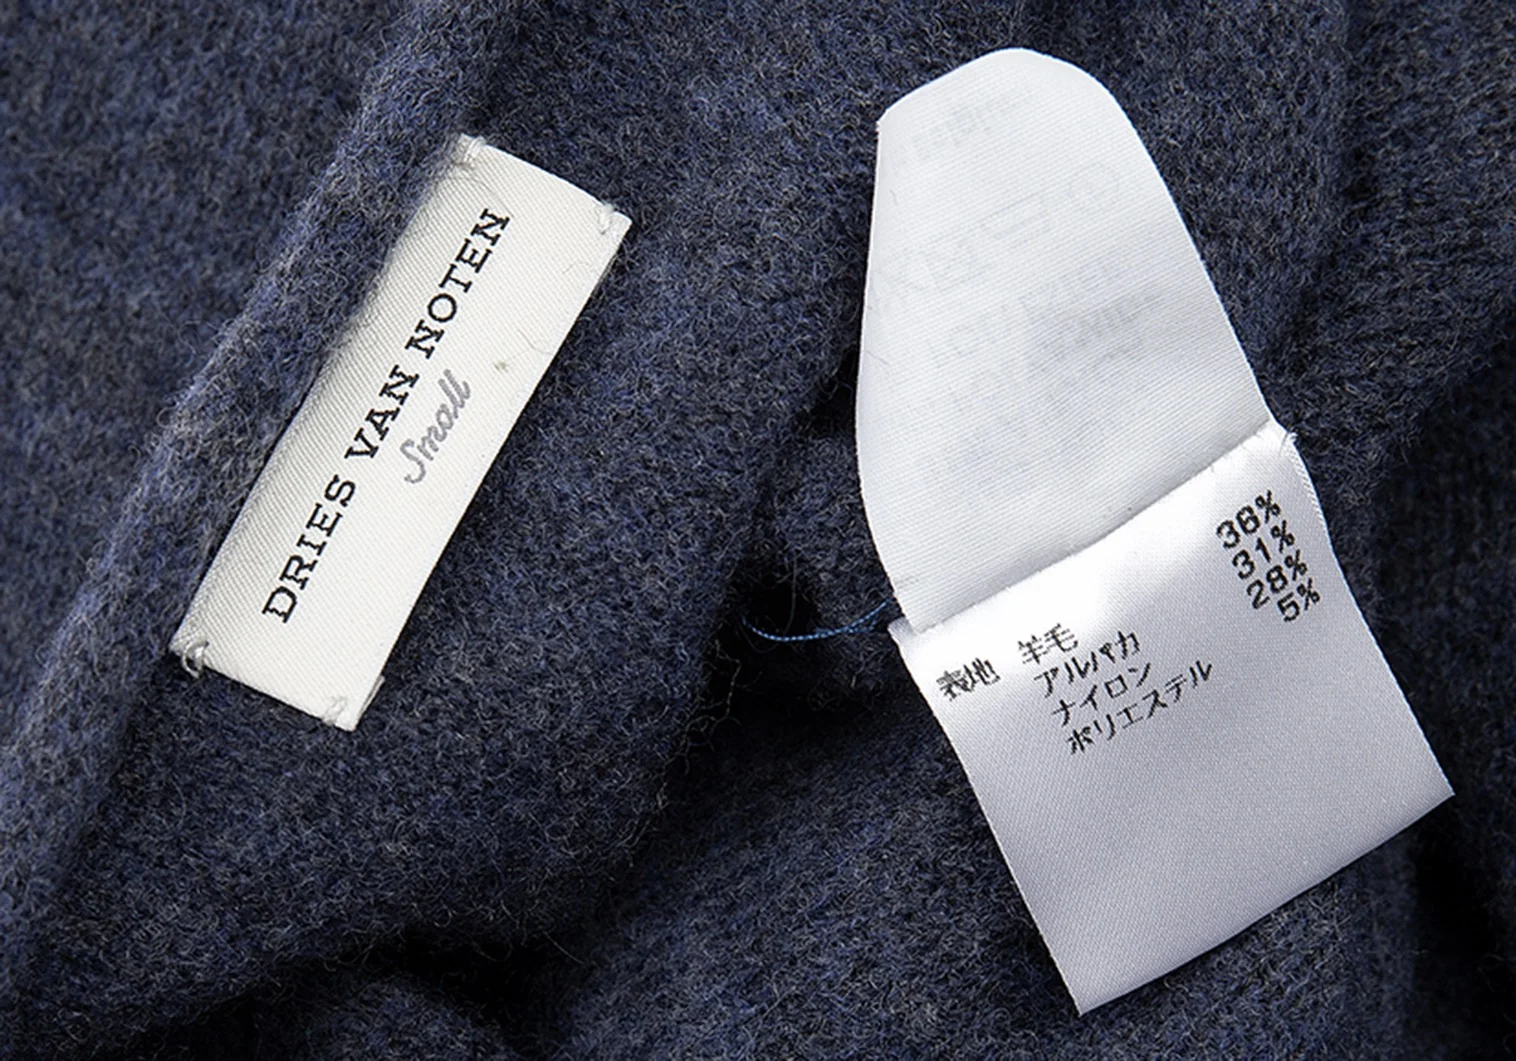 DRIES VAN NOTEN
Small
表地 羊毛 36%
アルパカ 31%
ナイロン 28%
ポリエステル 5%